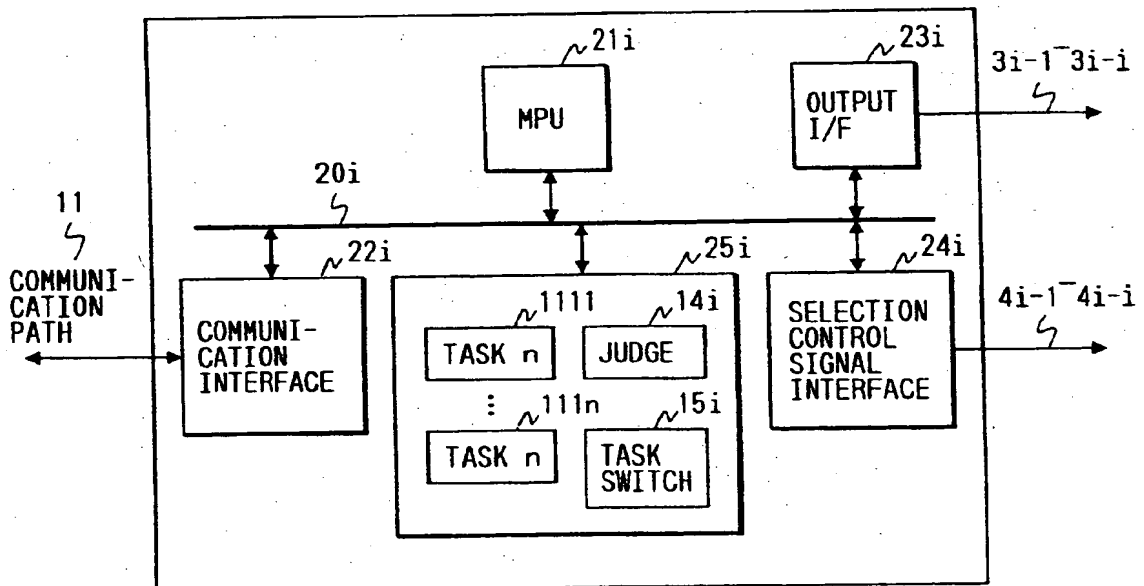 21i
23i
3i-1‾3i-i
MPU
OUTPUT
I/F
20i
11
COMMUNI-
CATION
PATH
22i
25i
24i
4i-1‾4i-i
COMMUNI-
CATION
INTERFACE
1111
14i
TASK n
JUDGE
SELECTION
CONTROL
SIGNAL
INTERFACE
⋮
111n
15i
TASK n
TASK
SWITCH